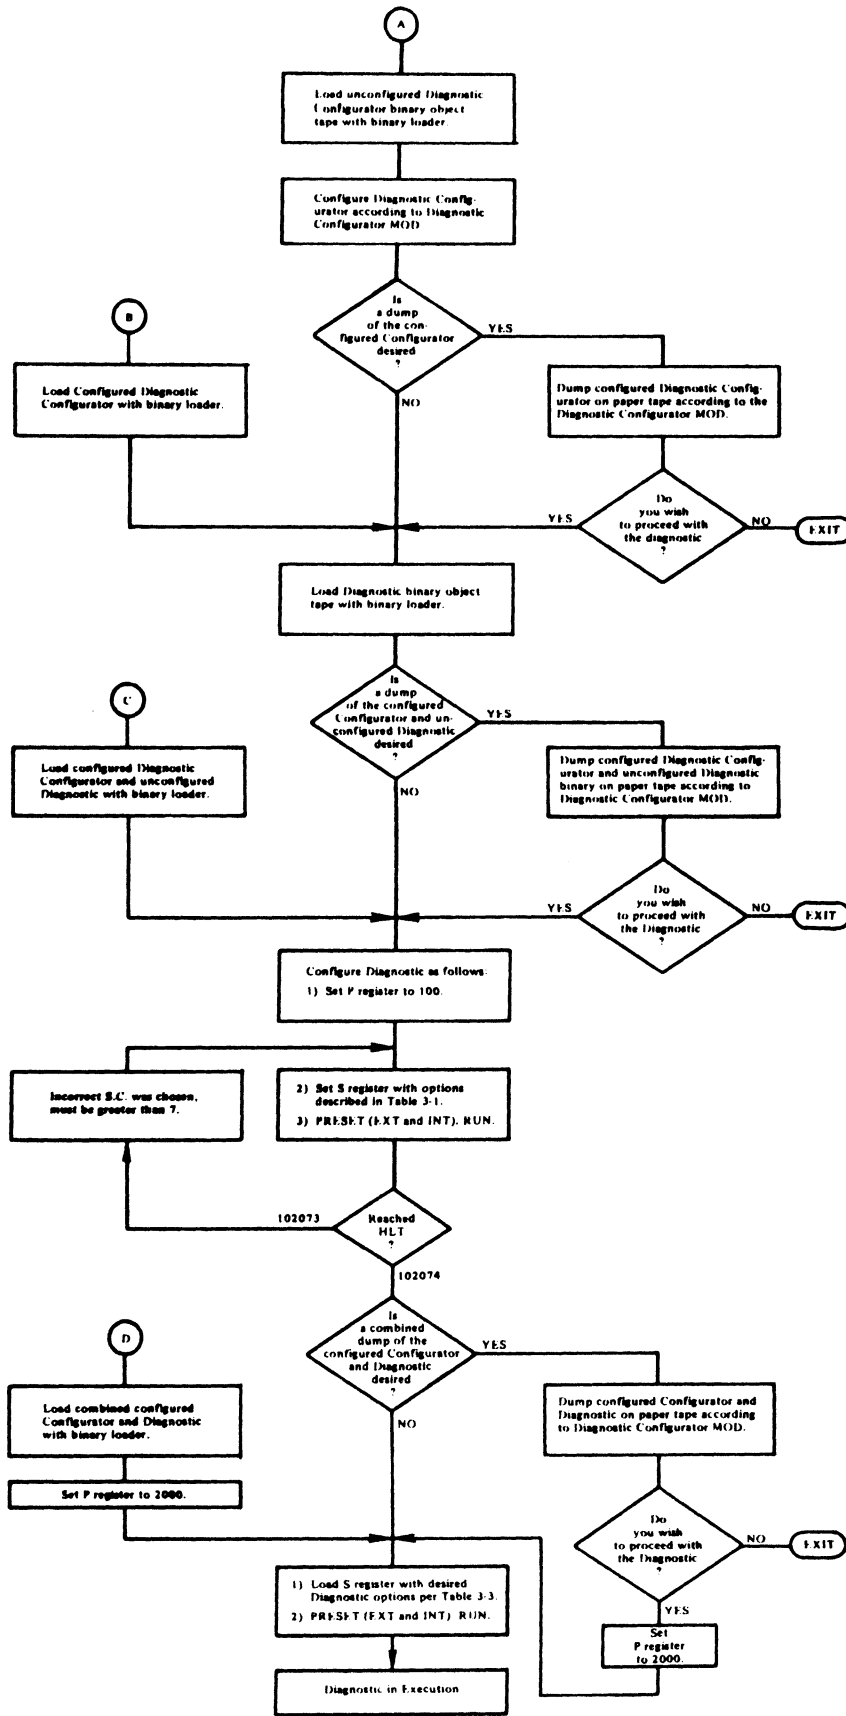 A
Load unconfigured Diagnostic
Configurator binary object
tape with binary loader.
Configure Diagnostic Config-
urator according to Diagnostic
Configurator MOD
Is
a dump
of the con-
figured Configurator
desired
?
YES
NO
B
Load Configured Diagnostic
Configurator with binary loader.
Dump configured Diagnostic Config-
urator on paper tape according to the
Diagnostic Configurator MOD.
Do
you wish
to proceed with
the diagnostic
?
YES
NO
EXIT
Load Diagnostic binary object
tape with binary loader.
Is
a dump
of the configured
Configurator and un-
configured Diagnostic
desired
?
YES
NO
C
Load configured Diagnostic
Configurator and unconfigured
Diagnostic with binary loader.
Dump configured Diagnostic Config-
urator and unconfigured Diagnostic
binary on paper tape according to
Diagnostic Configurator MOD.
Do
you wish
to proceed with
the Diagnostic
?
YES
NO
EXIT
Configure Diagnostic as follows:
1) Set P register to 100.
Incorrect S.C. was chosen,
must be greater than 7.
2) Set S register with options
described in Table 3-1.
3) PRESET (EXT and INT). RUN.
102073
Reached
HLT
?
102074
Is
a combined
dump of the
configured Configurator
and Diagnostic
desired
?
YES
NO
D
Load combined configured
Configurator and Diagnostic
with binary loader.
Set P register to 2000.
Dump configured Configurator and
Diagnostic on paper tape according
to Diagnostic Configurator MOD.
Do
you wish
to proceed with
the Diagnostic
?
NO
EXIT
YES
Set
P register
to 2000.
1) Load S register with desired
Diagnostic options per Table 3-3.
2) PRESET (EXT and INT) RUN.
Diagnostic in Execution